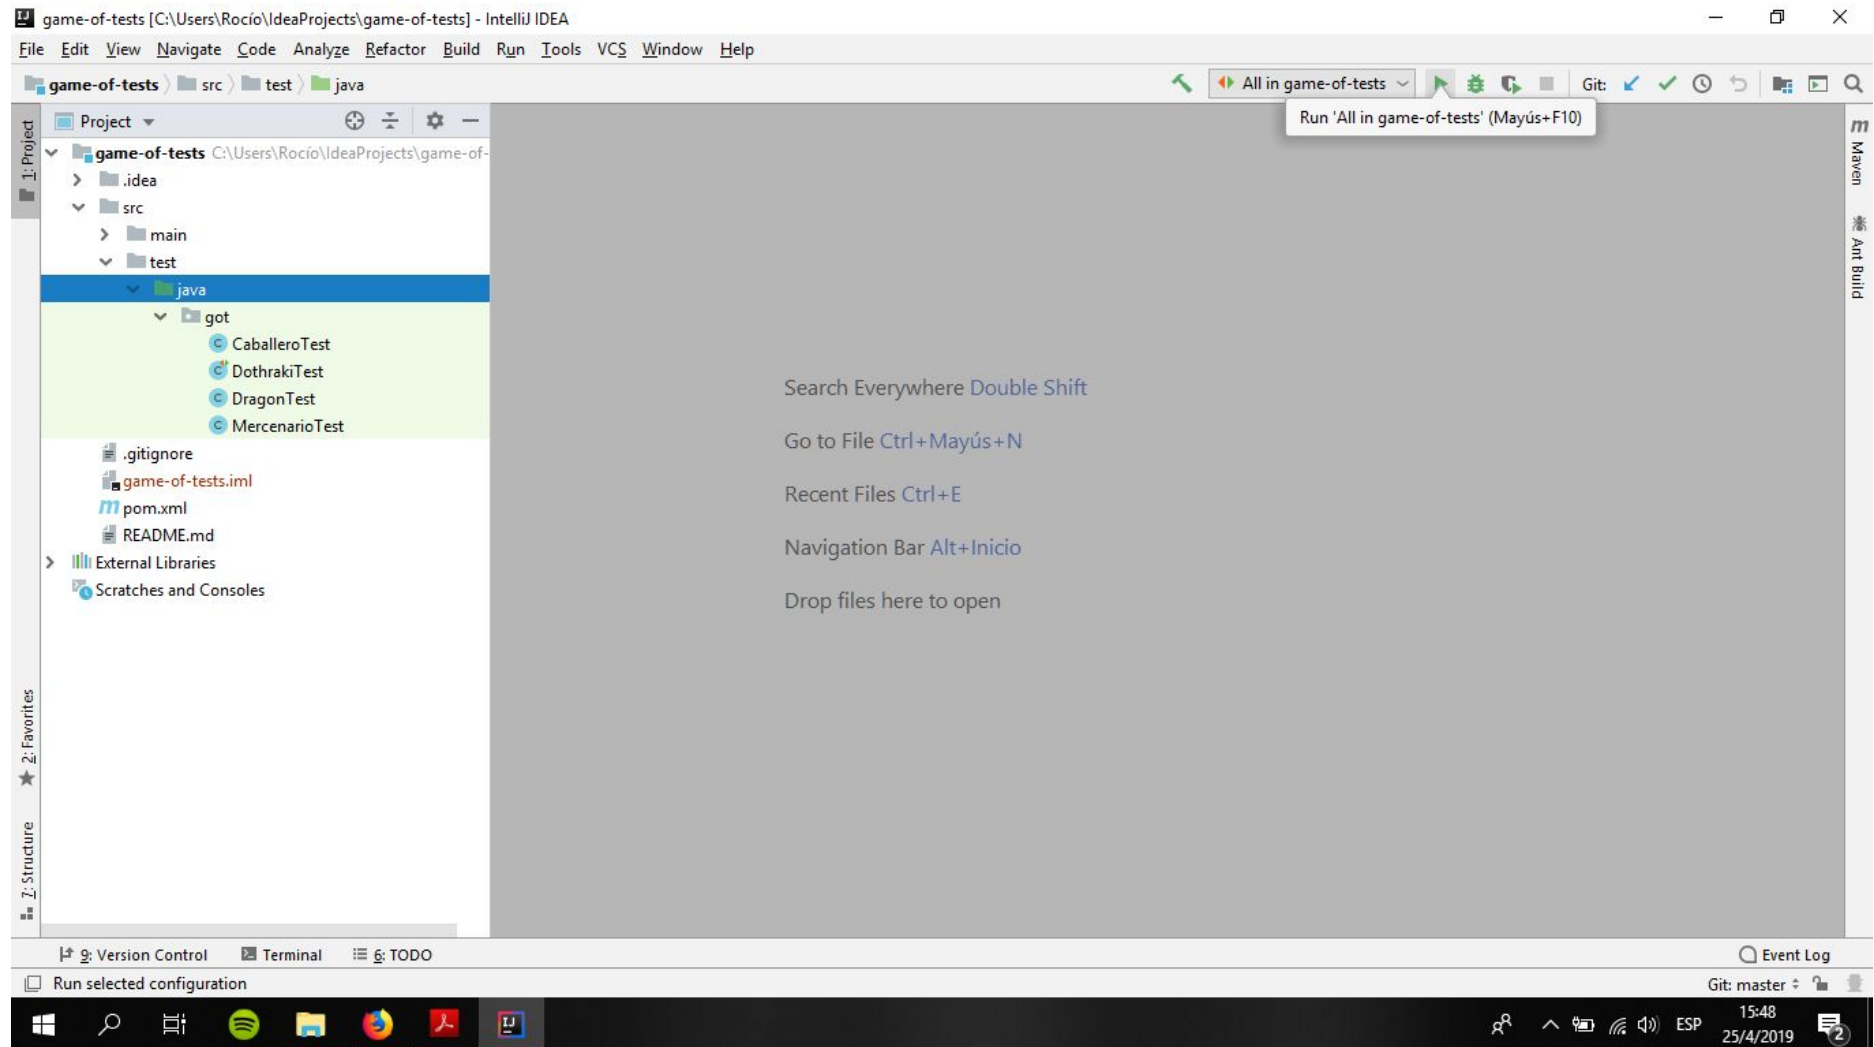 game-of-tests [C:\Users\Rocío\IdeaProjects\game-of-tests] - IntelliJ IDEA
File Edit View Navigate Code Analyze Refactor Build Run Tools VCS Window Help
game-of-tests src test java
All in game-of-tests Git:
Run 'All in game-of-tests' (Mayús+F10)
1: Project
Project
game-of-tests C:\Users\Rocío\IdeaProjects\game-of-
.idea
src
main
test
java
got
CaballeroTest
DothrakiTest
DragonTest
MercenarioTest
.gitignore
game-of-tests.iml
pom.xml
README.md
External Libraries
Scratches and Consoles
Search Everywhere Double Shift
Go to File Ctrl+Mayús+N
Recent Files Ctrl+E
Navigation Bar Alt+Inicio
Drop files here to open
Maven
Ant Build
2: Favorites
7: Structure
9: Version Control Terminal 6: TODO Event Log
Run selected configuration Git: master
ESP 15:48
25/4/2019 2